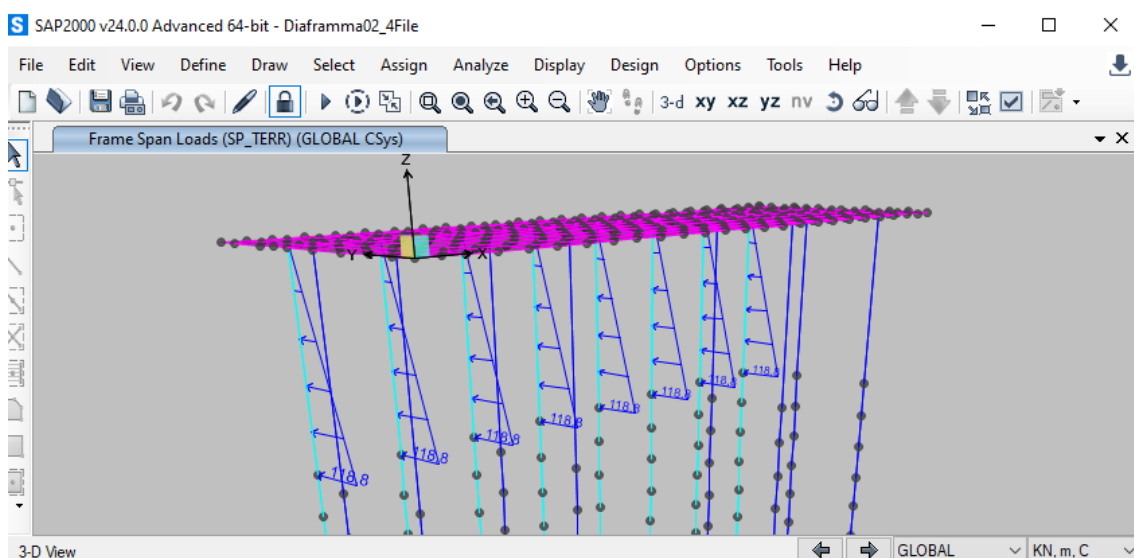 S SAP2000 v24.0.0 Advanced 64-bit - Diaframma02_4File
File Edit View Define Draw Select Assign Analyze Display Design Options Tools Help
3-d xy xz yz nv
Frame Span Loads (SP_TERR) (GLOBAL CSys)
Z
Y X
118,8
118,8
118,8
118,8
118,8
118,8
118,8
118,8
3-D View GLOBAL KN, m, C